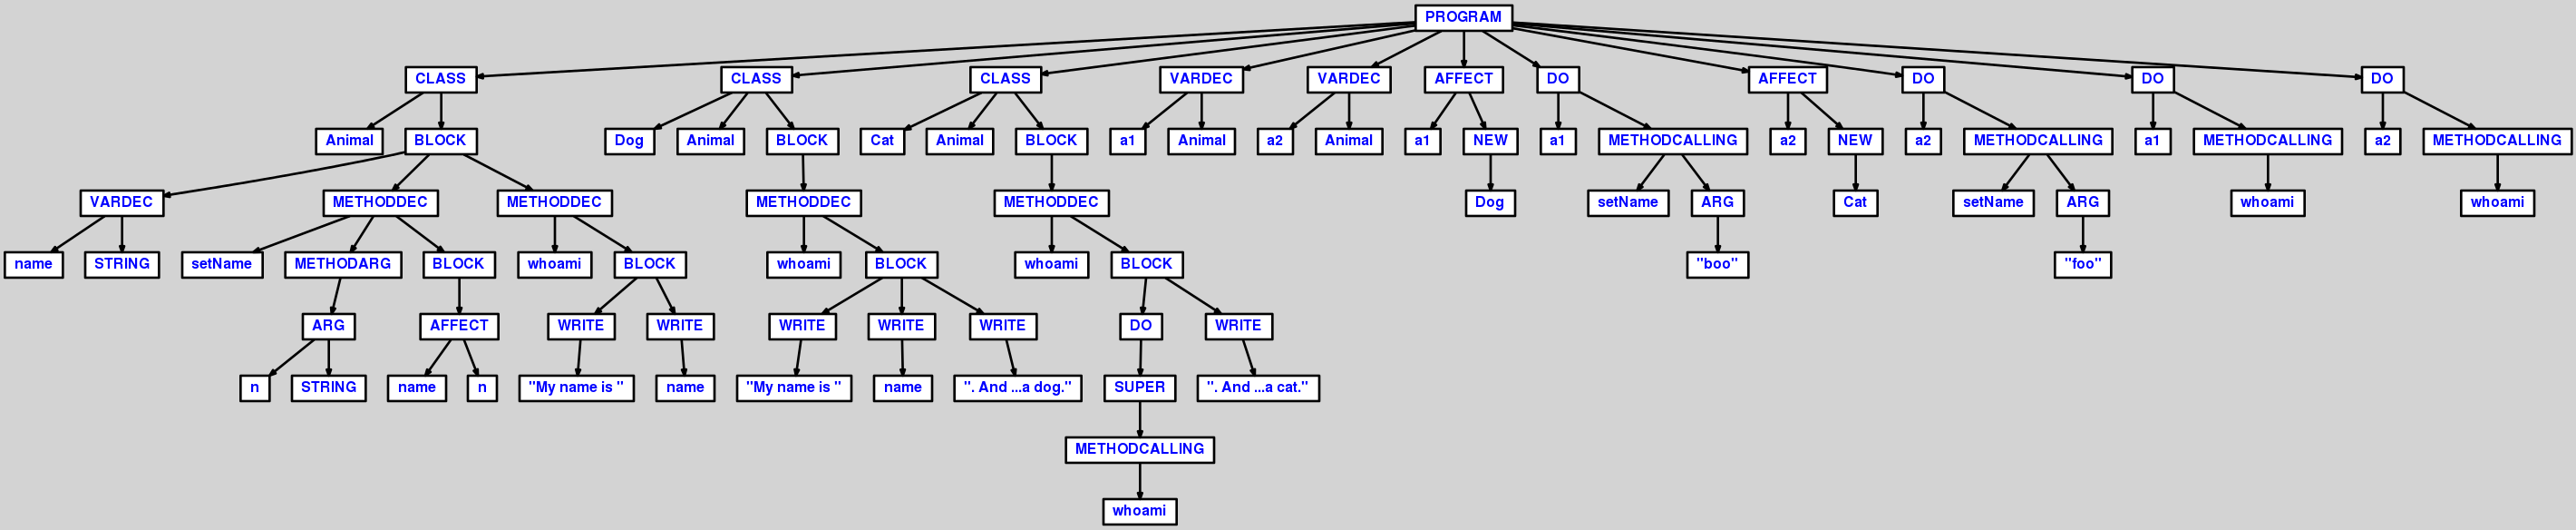 PROGRAM
CLASS CLASS CLASS VARDEC VARDEC AFFECT DO AFFECT DO DO DO
Animal BLOCK Dog Animal BLOCK Cat Animal BLOCK a1 Animal a2 Animal a1 NEW a1 METHODCALLING a2 NEW a2 METHODCALLING a1 METHODCALLING a2 METHODCALLING
VARDEC METHODDEC METHODDEC METHODDEC METHODDEC Dog setName ARG Cat setName ARG whoami whoami
name STRING setName METHODARG BLOCK whoami BLOCK whoami BLOCK whoami BLOCK "boo" "foo"
ARG AFFECT WRITE WRITE WRITE WRITE WRITE DO WRITE
n STRING name n "My name is " name "My name is " name ". And ...a dog." SUPER ". And ...a cat."
METHODCALLING
whoami